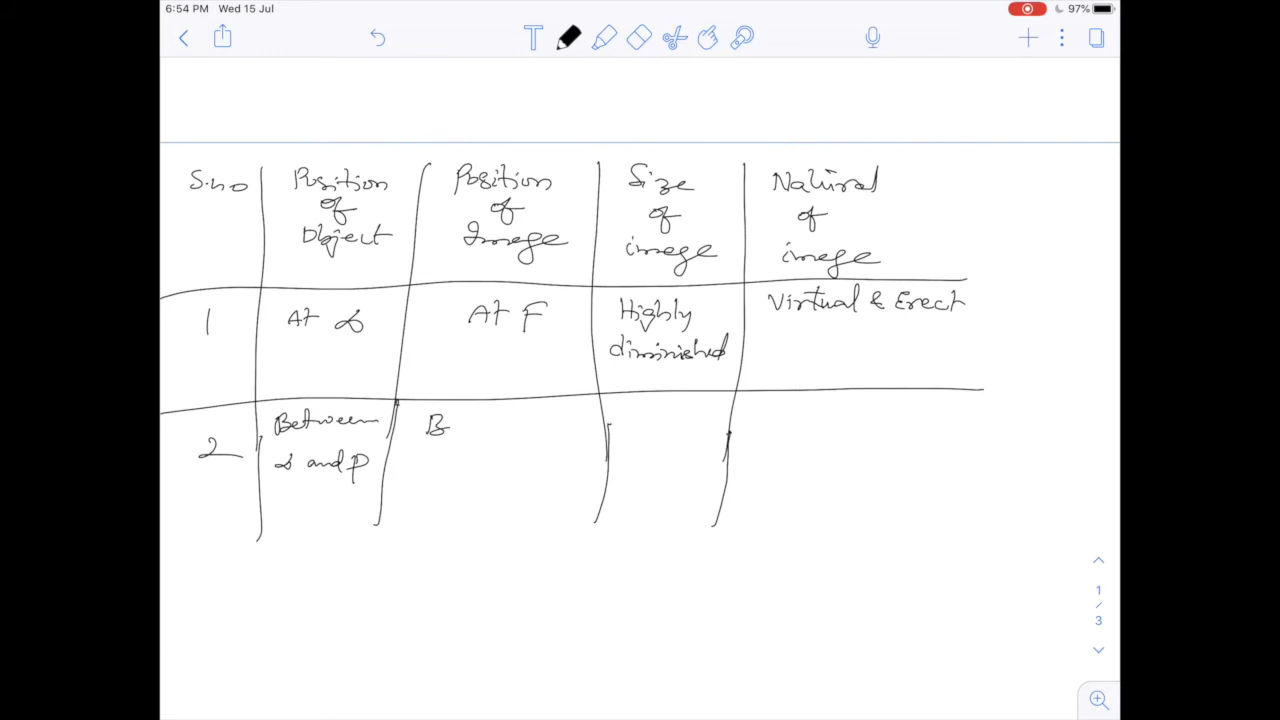 6:54 PM Wed 15 Jul
97%
S.no
Position
of
Object
Position
of
Image
Size
of
image
Natural
of
image
1
At ∞
At F
Highly
diminished
Virtual & Erect
2
Between
∞ and P
B
1
/
3